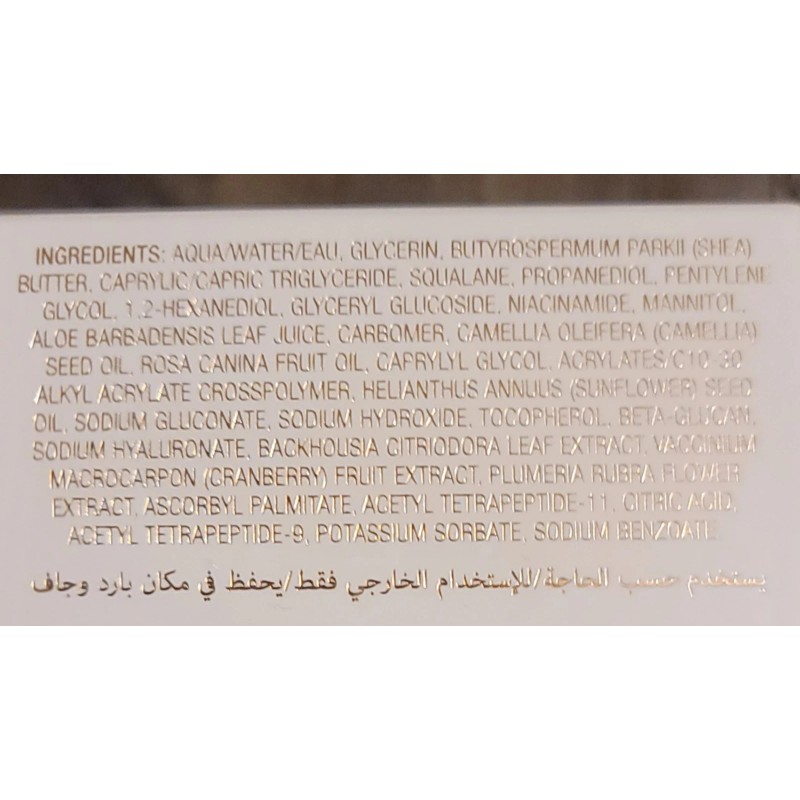 INGREDIENTS: AQUA/WATER/EAU, GLYCERIN, BUTYROSPERMUM PARKII (SHEA)
BUTTER, CAPRYLIC/CAPRIC TRIGLYCERIDE, SQUALANE, PROPANEDIOL, PENTYLENE
GLYCOL, 1,2-HEXANEDIOL, GLYCERYL GLUCOSIDE, NIACINAMIDE, MANNITOL,
ALOE BARBADENSIS LEAF JUICE, CARBOMER, CAMELLIA OLEIFERA (CAMELLIA)
SEED OIL, ROSA CANINA FRUIT OIL, CAPRYLYL GLYCOL, ACRYLATES/C10-30
ALKYL ACRYLATE CROSSPOLYMER, HELIANTHUS ANNUUS (SUNFLOWER) SEED
OIL, SODIUM GLUCONATE, SODIUM HYDROXIDE, TOCOPHEROL, BETA-GLUCAN,
SODIUM HYALURONATE, BACKHOUSIA CITRIODORA LEAF EXTRACT, VACCINIUM
MACROCARPON (CRANBERRY) FRUIT EXTRACT, PLUMERIA RUBRA FLOWER
EXTRACT, ASCORBYL PALMITATE, ACETYL TETRAPEPTIDE-11, CITRIC ACID,
ACETYL TETRAPEPTIDE-9, POTASSIUM SORBATE, SODIUM BENZOATE.
يستخدم حسب الحاجة/للإستخدام الخارجي فقط/يحفظ في مكان بارد وجاف